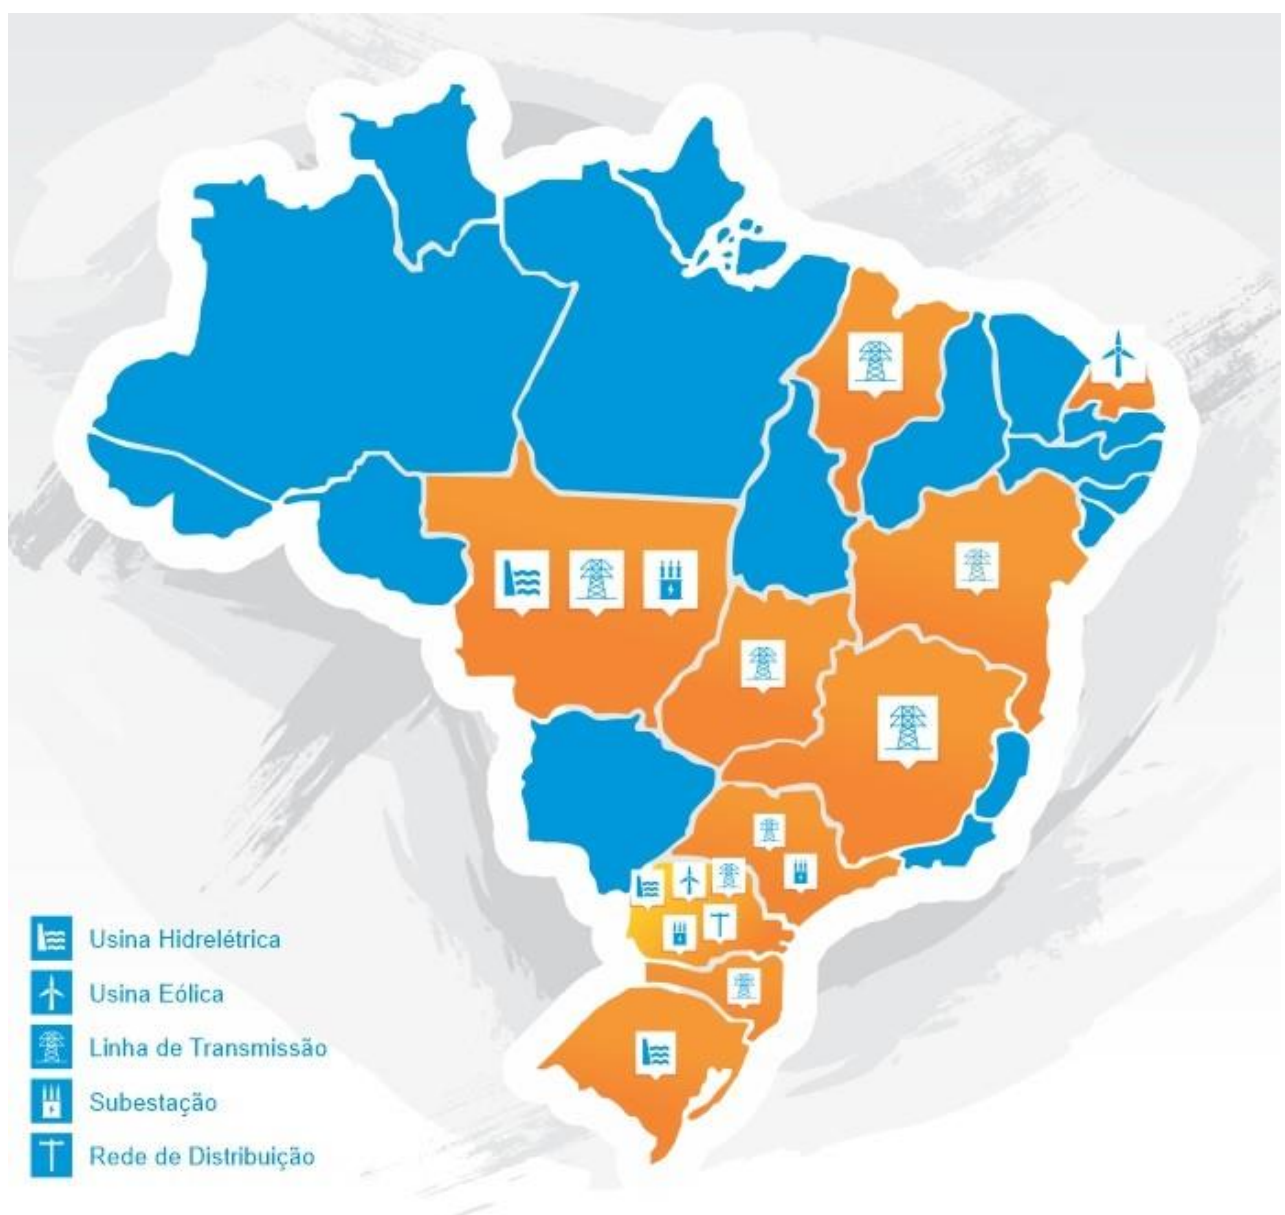 Usina Hidrelétrica
Usina Eólica
Linha de Transmissão
Subestação
Rede de Distribuição